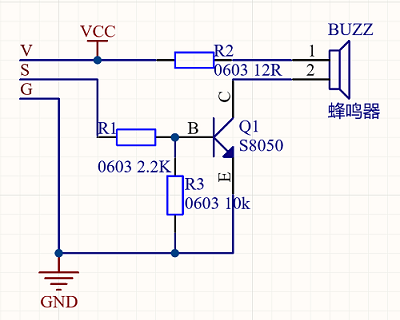 BUZZ
VCC
V
R2
1
0603 12R
2
S
G
C
蜂鸣器
R1
B
Q1
S8050
0603 2.2K
E
R3
0603 10k
GND